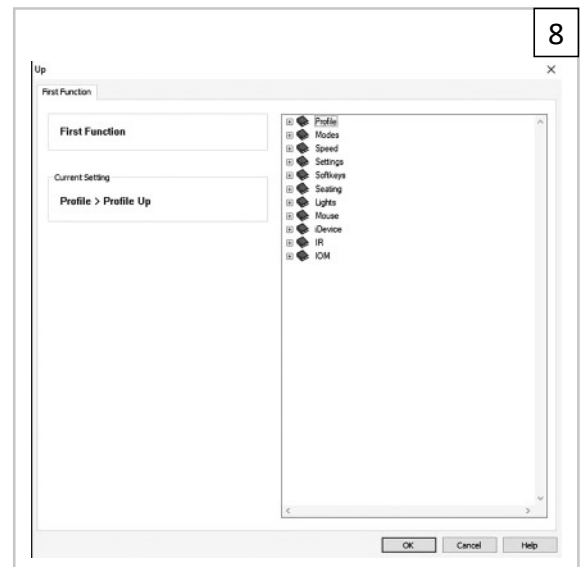 8
Up
First Function
First Function
Current Setting
Profile > Profile Up
Profile
Modes
Speed
Settings
Softkeys
Seating
Lights
Mouse
iDevice
IR
IOM
OK
Cancel
Help